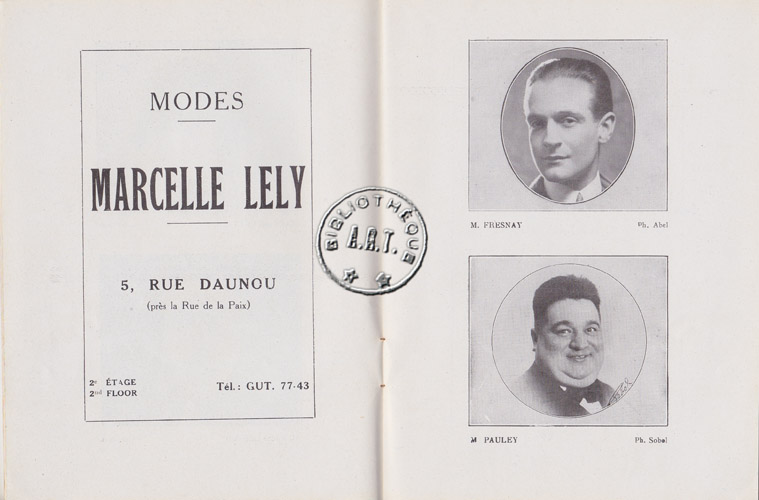 MODES
MARCELLE LELY
5, RUE DAUNOU
(près la Rue de la Paix)
2e ÉTAGE
2nd FLOOR
Tél.: GUT. 77-43
BIBLIOTHÈQUE
A.R.T.
M. FRESNAY
Ph. Abel
M PAULEY
Ph. Sobol